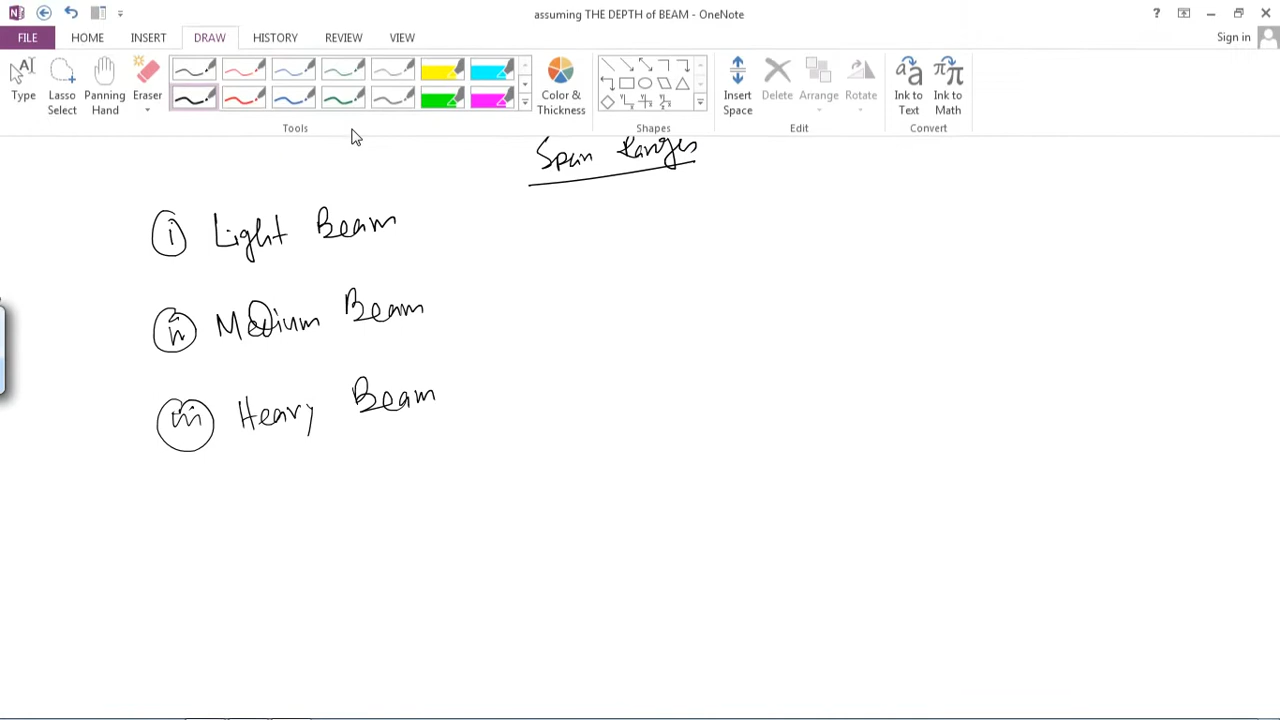 assuming THE DEPTH of BEAM - OneNote
? 
Sign in
FILE HOME INSERT DRAW HISTORY REVIEW VIEW
Type
Lasso Select
Panning Hand
Eraser
Color & Thickness
Insert Space
Delete
Arrange
Rotate
Ink to Text
Ink to Math
Tools
Shapes
Edit
Convert
Span Ranges
i Light Beam
ii Medium Beam
iii Heavy Beam